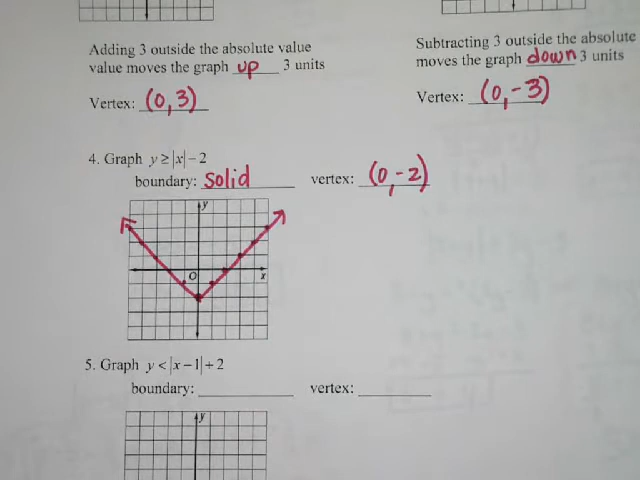 Adding 3 outside the absolute value
value moves the graph up 3 units
Vertex: (0, 3)
Subtracting 3 outside the absolute
moves the graph down 3 units
Vertex: (0, -3)
4. Graph y ≥ |x| - 2
boundary: solid vertex: (0, -2)
y
O
x
5. Graph y < |x - 1| + 2
boundary: vertex:
y